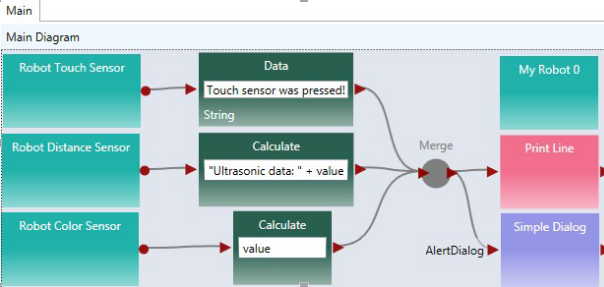 Main
Main Diagram
Robot Touch Sensor
Data
Touch sensor was pressed!
String
My Robot 0
Robot Distance Sensor
Calculate
"Ultrasonic data: " + value
Merge
Print Line
Robot Color Sensor
Calculate
value
AlertDialog
Simple Dialog